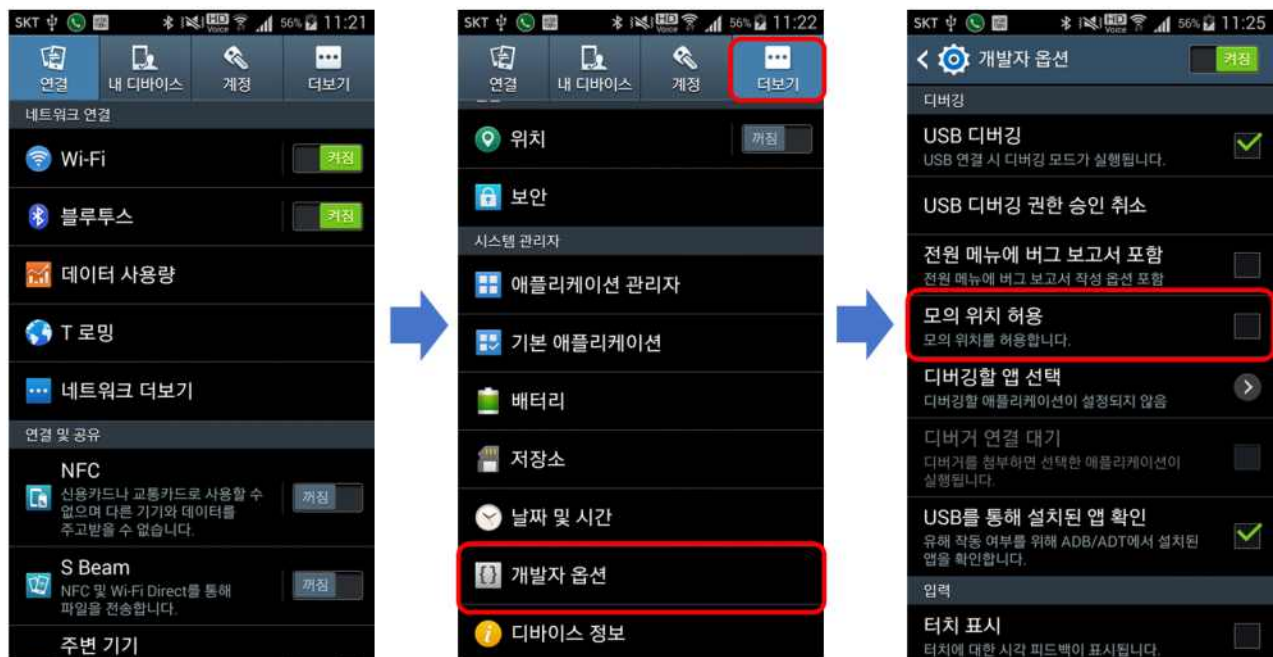 SKT 56% 11:21
연결 내 디바이스 계정 더보기
네트워크 연결
Wi-Fi 켜짐
블루투스 켜짐
데이터 사용량
T 로밍
네트워크 더보기
연결 및 공유
NFC
신용카드나 교통카드로 사용할 수
없으며 다른 기기와 데이터를
주고받을 수 없습니다.
꺼짐
S Beam
NFC 및 Wi-Fi Direct를 통해
파일을 전송합니다.
꺼짐
주변 기기
SKT HD Voice 56% 11:22
연결 내 디바이스 계정 더보기
위치 꺼짐
보안
시스템 관리자
애플리케이션 관리자
기본 애플리케이션
배터리
저장소
날짜 및 시간
개발자 옵션
디바이스 정보
SKT HD Voice 56% 11:25
개발자 옵션 켜짐
디버깅
USB 디버깅
USB 연결 시 디버깅 모드가 실행됩니다.
USB 디버깅 권한 승인 취소
전원 메뉴에 버그 보고서 포함
전원 메뉴에 버그 보고서 작성 옵션 포함
모의 위치 허용
모의 위치를 허용합니다.
디버깅할 앱 선택
디버깅할 애플리케이션이 설정되지 않음
디버거 연결 대기
디버거를 첨부하면 선택한 애플리케이션이
실행됩니다.
USB를 통해 설치된 앱 확인
유해 작동 여부를 위해 ADB/ADT에서 설치된
앱을 확인합니다.
입력
터치 표시
터치에 대한 시각 피드백이 표시됩니다.